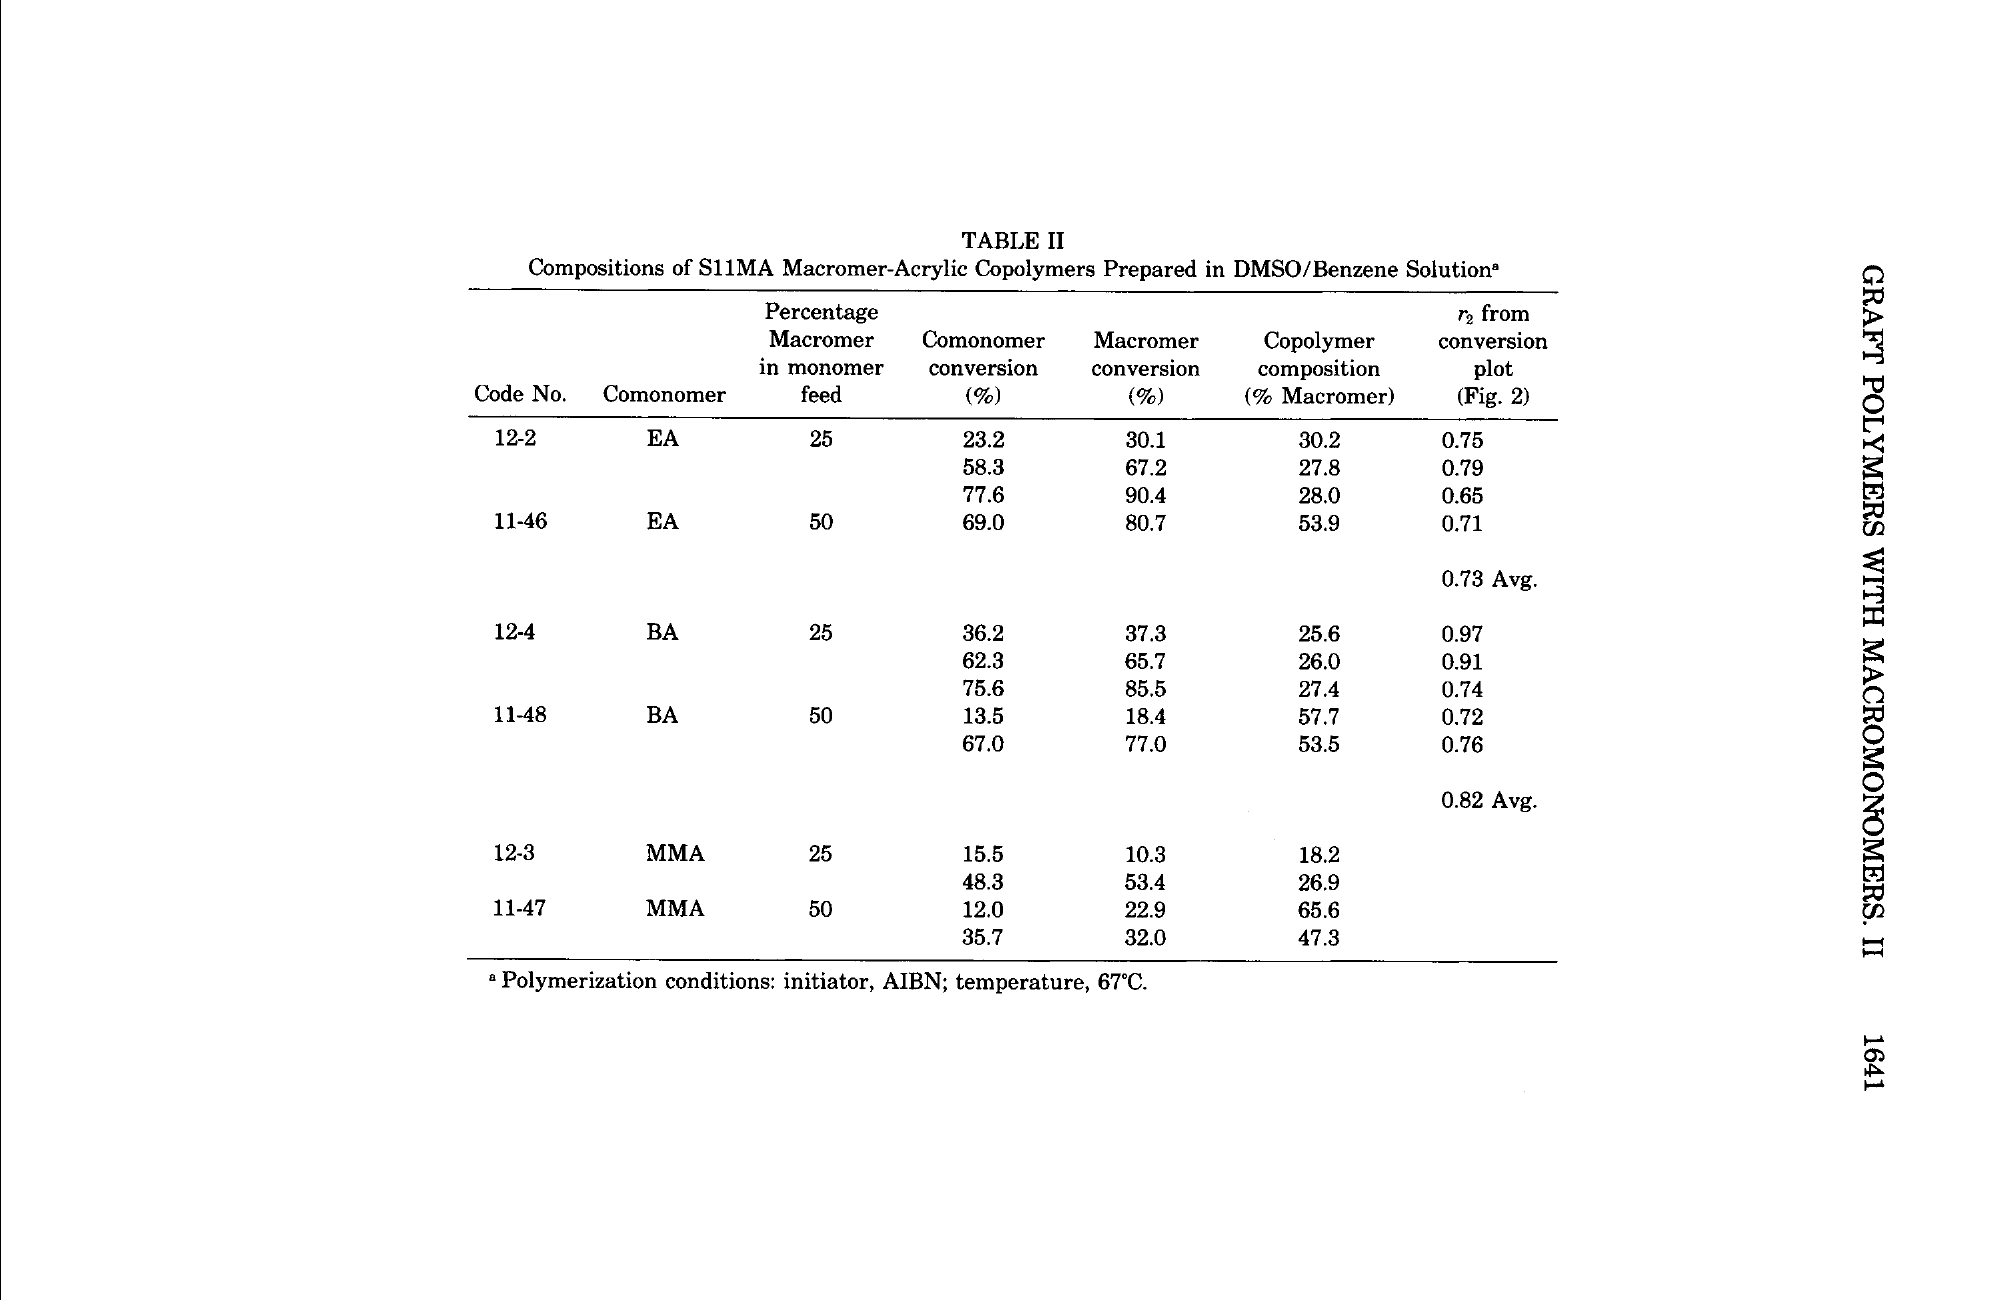 TABLE II
Compositions of S11MA Macromer-Acrylic Copolymers Prepared in DMSO/Benzene Solutionᵃ
Percentage r₂ from
Macromer Comonomer Macromer Copolymer conversion
in monomer conversion conversion composition plot
Code No. Comonomer feed (%) (%) (% Macromer) (Fig. 2)
12-2 EA 25 23.2 30.1 30.2 0.75
58.3 67.2 27.8 0.79
77.6 90.4 28.0 0.65
11-46 EA 50 69.0 80.7 53.9 0.71
0.73 Avg.
12-4 BA 25 36.2 37.3 25.6 0.97
62.3 65.7 26.0 0.91
75.6 85.5 27.4 0.74
11-48 BA 50 13.5 18.4 57.7 0.72
67.0 77.0 53.5 0.76
0.82 Avg.
12-3 MMA 25 15.5 10.3 18.2
48.3 53.4 26.9
11-47 MMA 50 12.0 22.9 65.6
35.7 32.0 47.3
ᵃ Polymerization conditions: initiator, AIBN; temperature, 67°C.
GRAFT POLYMERS WITH MACROMONOMERS. II 1641